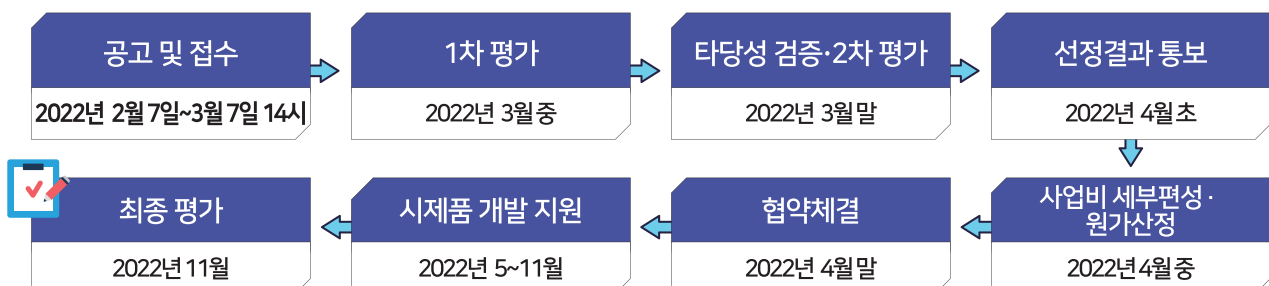 공고 및 접수
2022년 2월 7일~3월 7일 14시
1차 평가
2022년 3월 중
타당성 검증·2차 평가
2022년 3월 말
선정결과 통보
2022년 4월 초
사업비 세부편성·
원가산정
2022년 4월 중
협약체결
2022년 4월 말
시제품 개발 지원
2022년 5~11월
최종 평가
2022년 11월